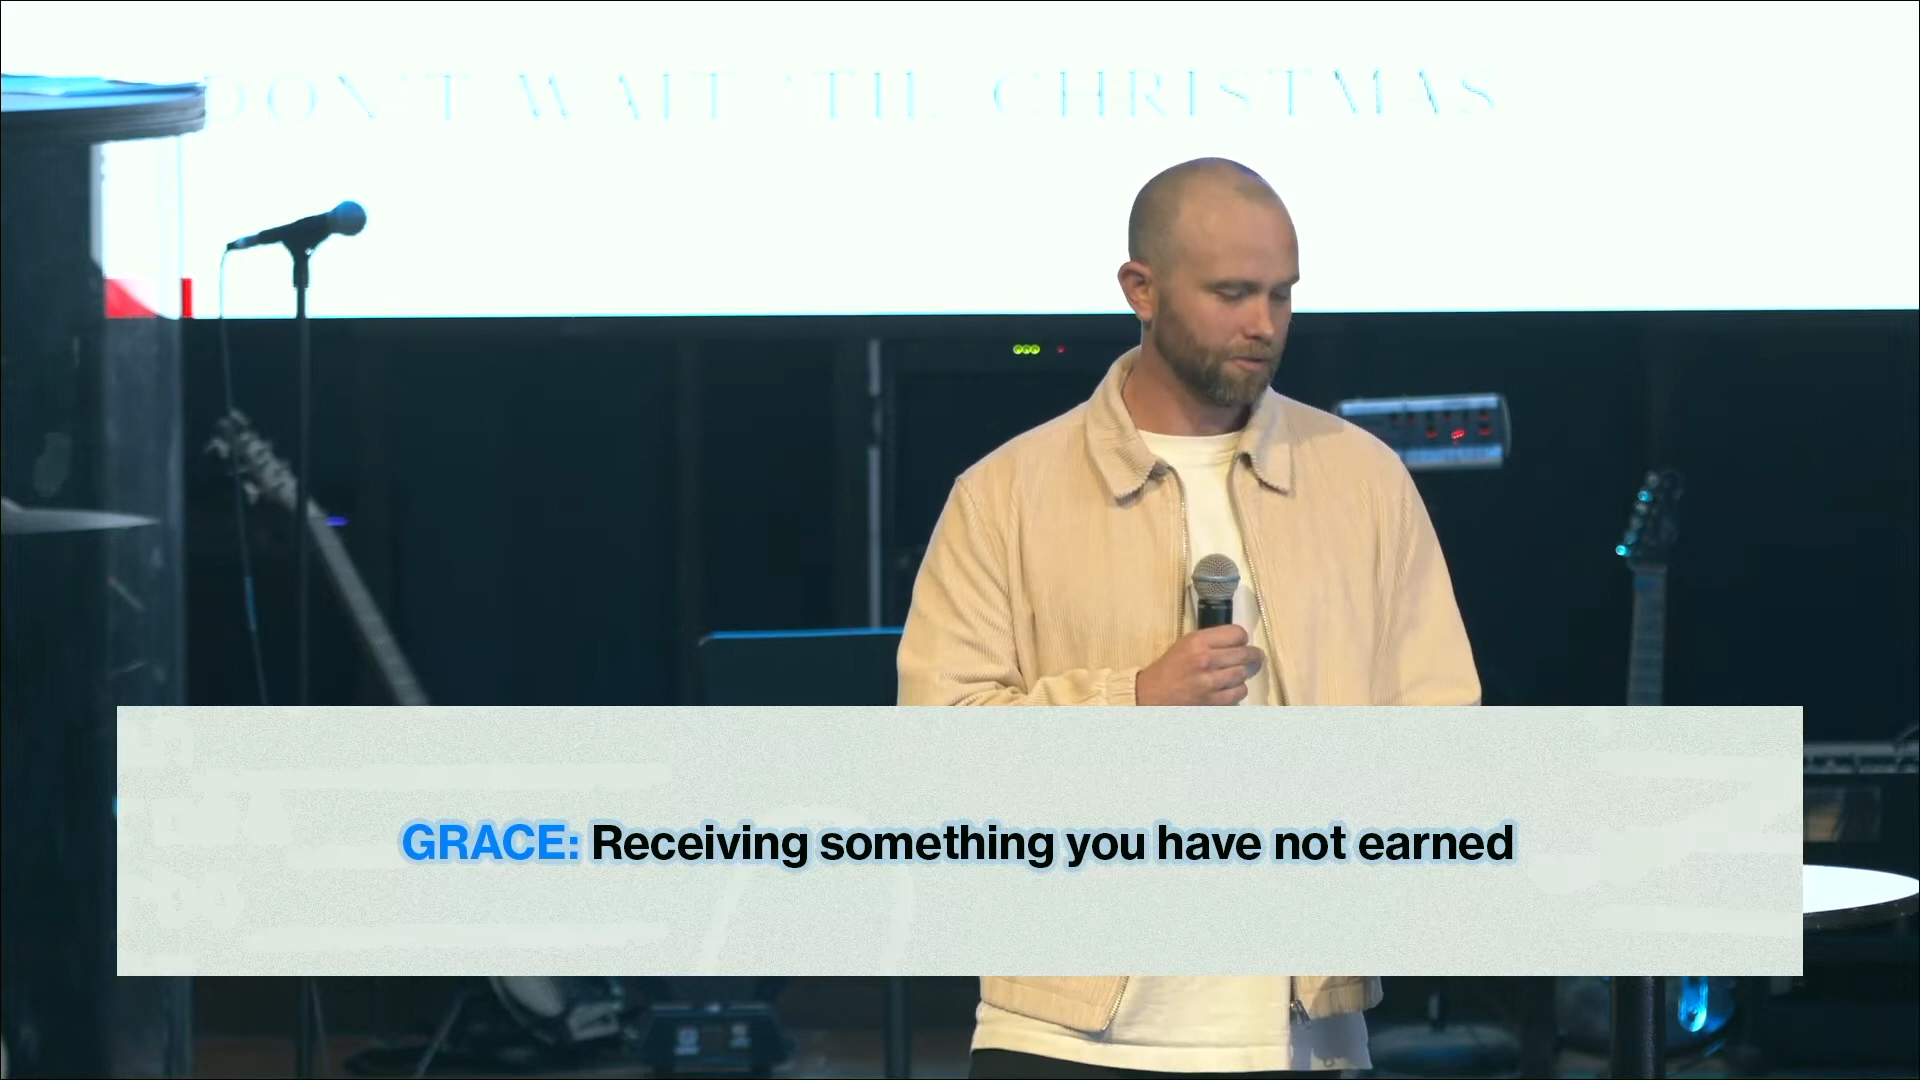 DON'T WAIT 'TIL CHRISTMAS
GRACE: Receiving something you have not earned